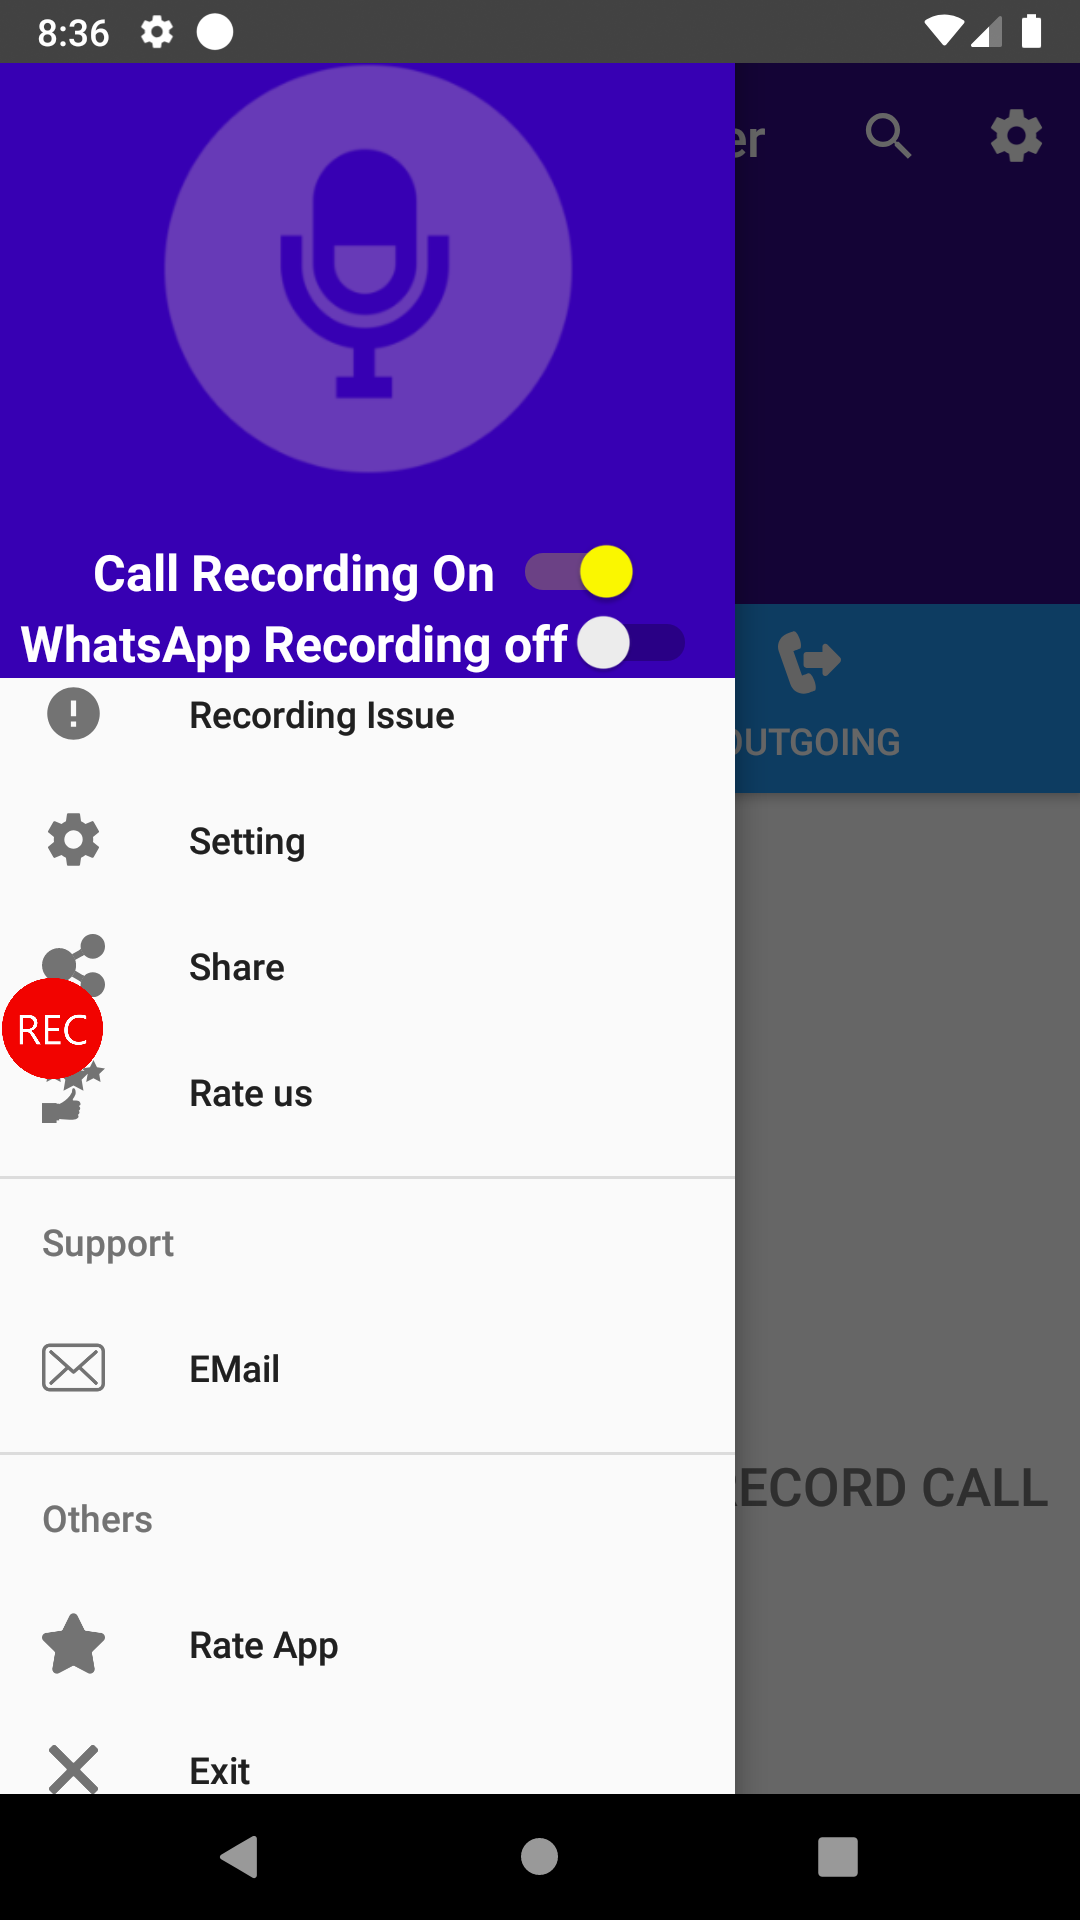 8:36
er
Call Recording On
WhatsApp Recording off
OUTGOING
Recording Issue
Setting
Share
REC
Rate us
Support
EMail
RECORD CALL
Others
Rate App
Exit